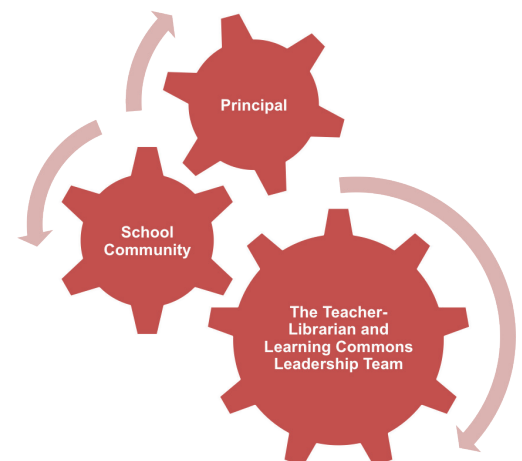 Principal
School
Community
The Teacher-
Librarian and
Learning Commons
Leadership Team